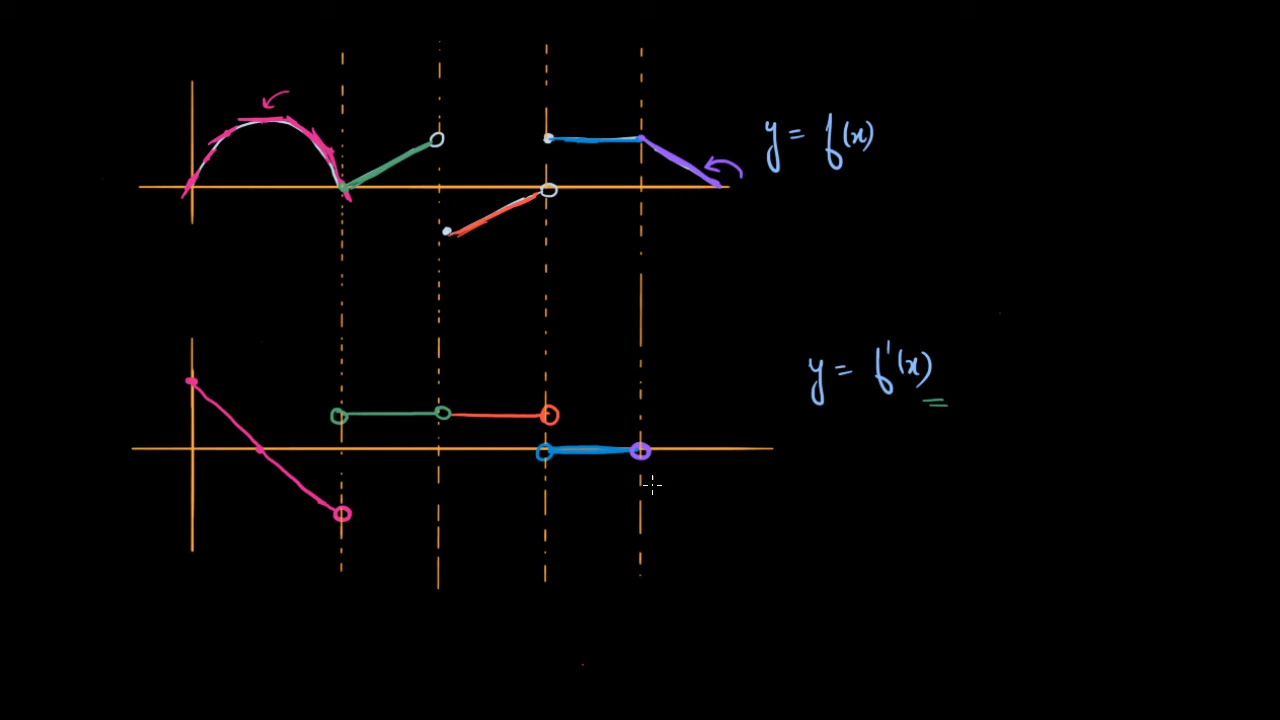 y = f(x)
y = f'(x)